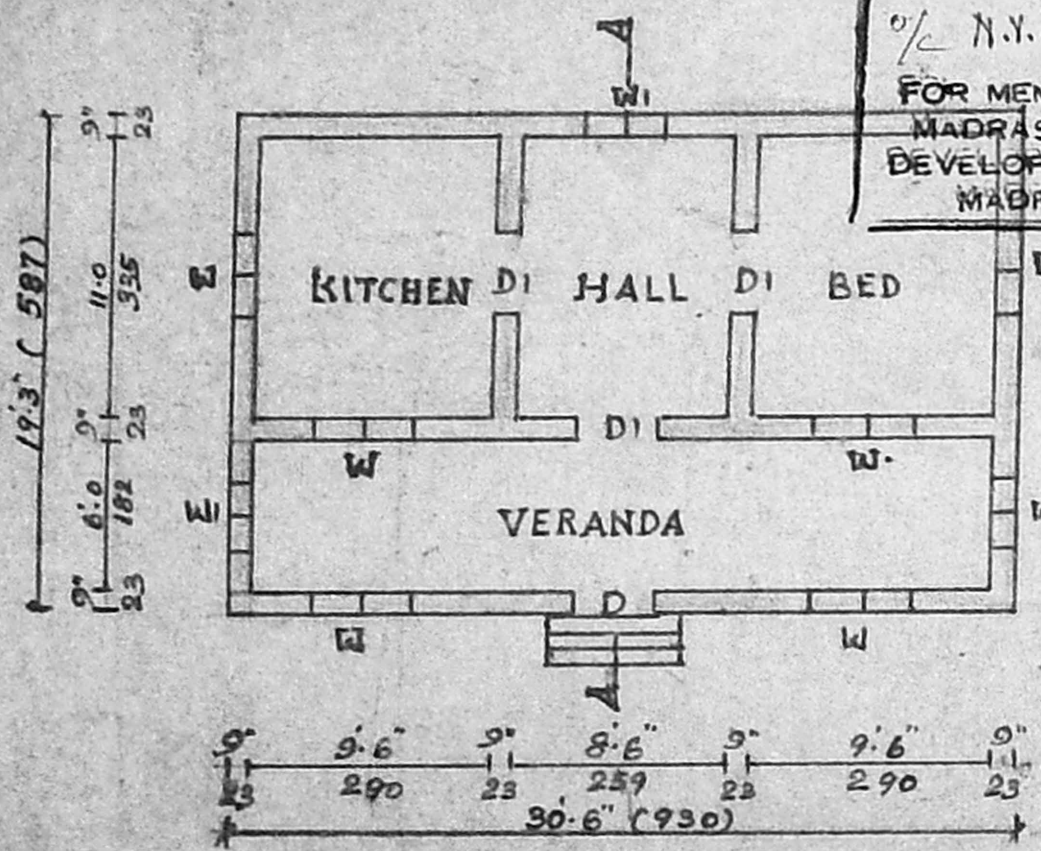 A
% N.Y.
W1
FOR MEN
MADRAS
DEVELOP
MADR
KITCHEN D1 HALL D1 BED
W
W D1 W.
W
VERANDA
W D W
A
19'.3" (587)
9" 23
11.0 335
9" 23
6'.0 182
9" 23
9" 9'.6" 9" 8'.6" 9" 9'.6" 9"
23 290 23 259 23 290 23
30'.6" (930)